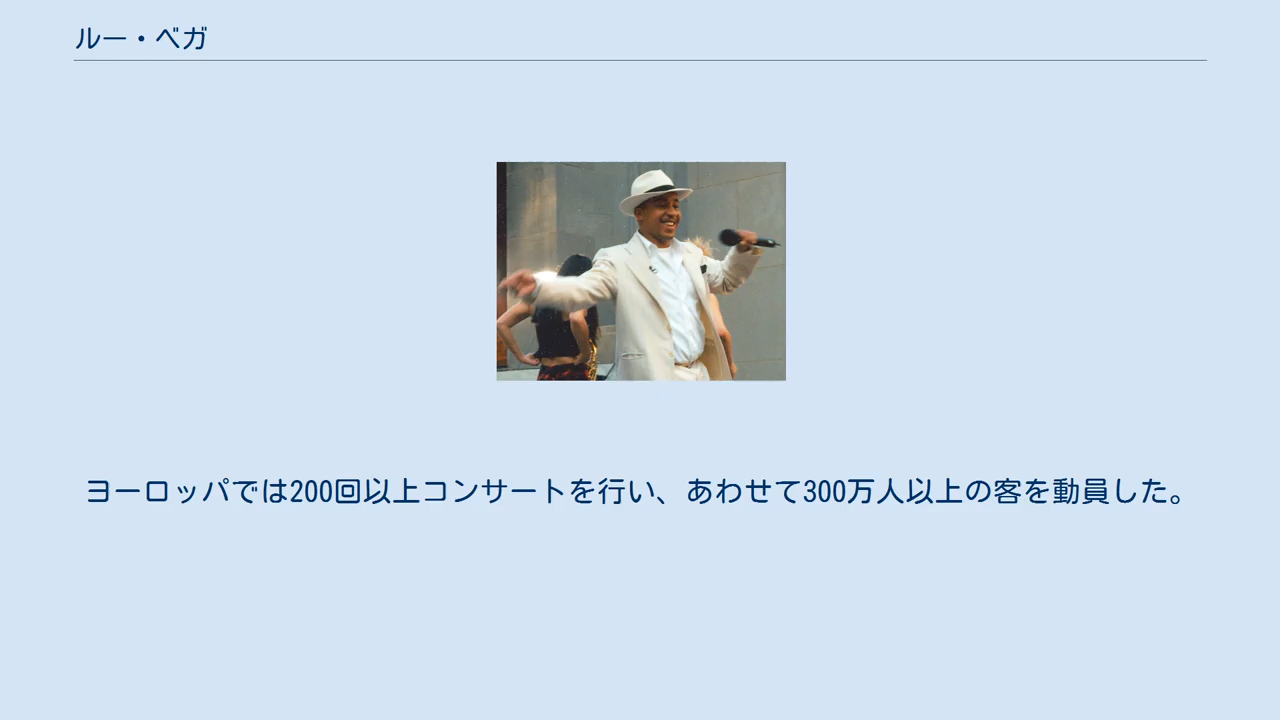 ルー・ベガ
ヨーロッパでは200回以上コンサートを行い、あわせて300万人以上の客を動員した。